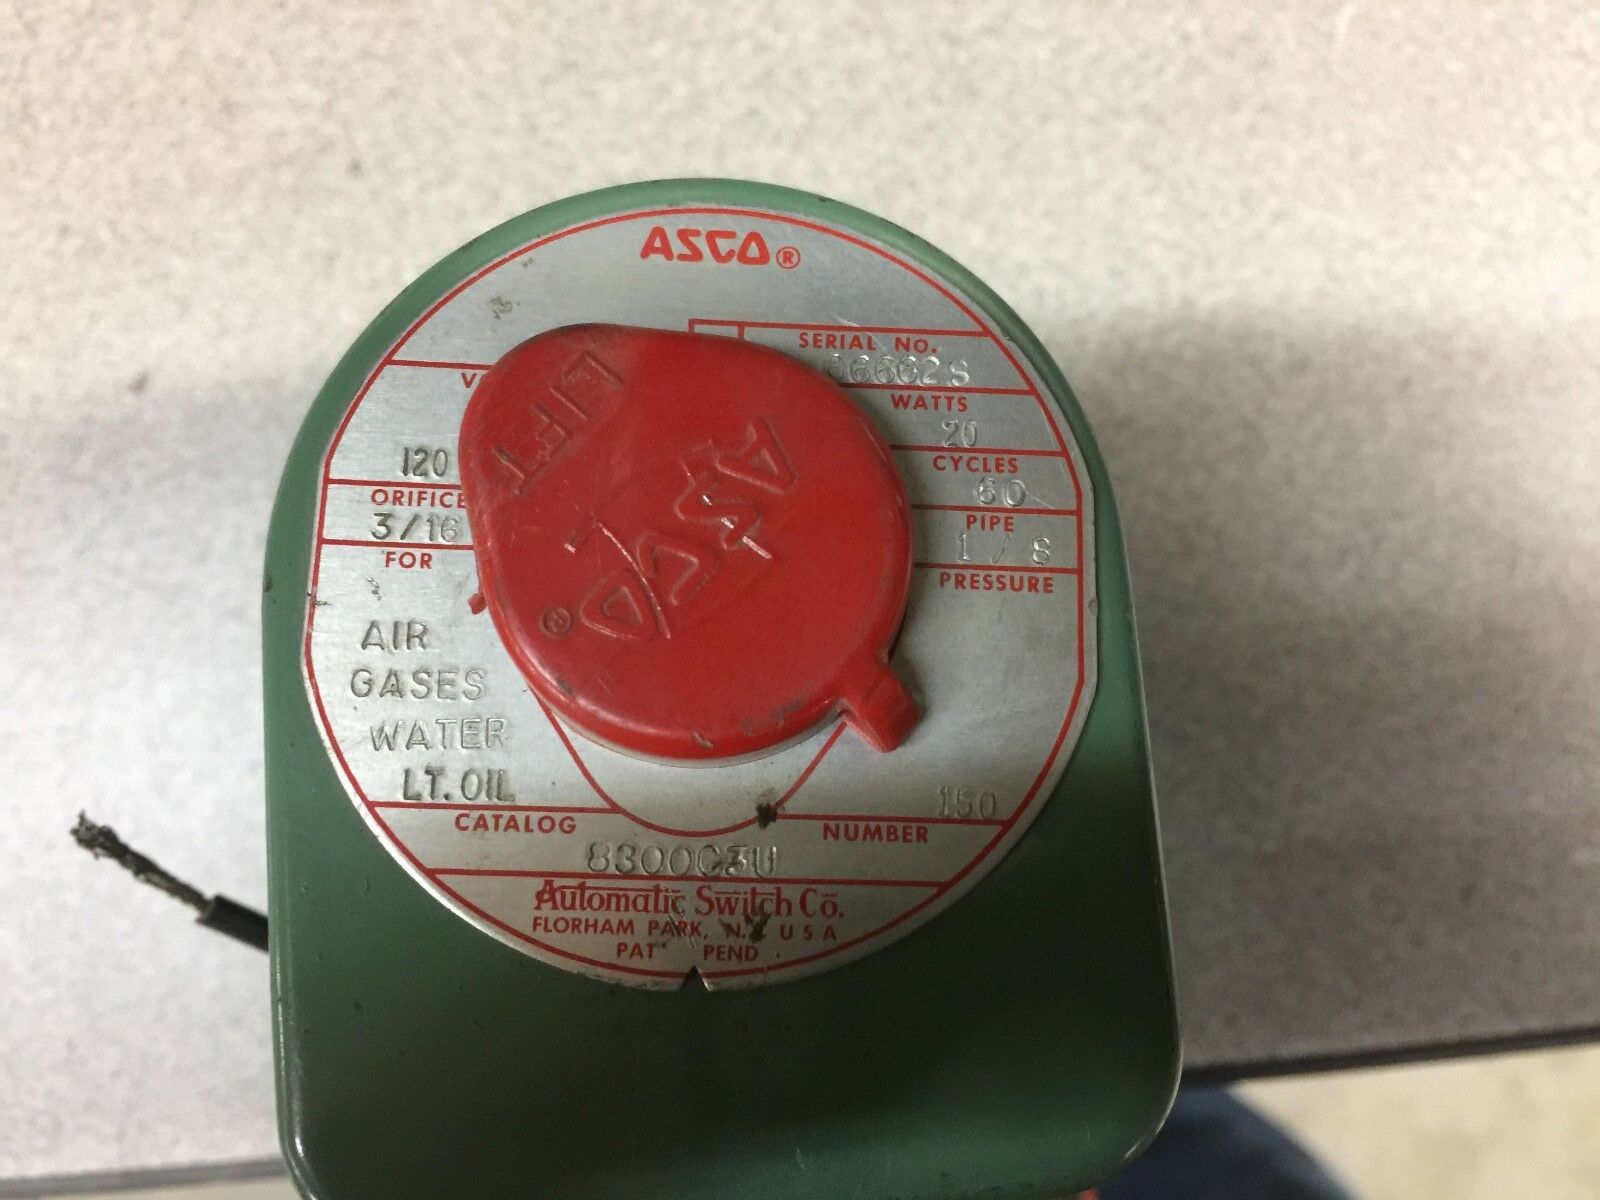 ASCO®
SERIAL NO.
66662S
WATTS
20
120
CYCLES
60
ORIFICE
3/16
PIPE
1/8
FOR
PRESSURE
AIR
GASES
WATER
LT. OIL
150
CATALOG NUMBER
8300C3U
Automatic Switch Co.
FLORHAM PARK, N.J. USA
PAT PEND.
LIFT
ASCO®